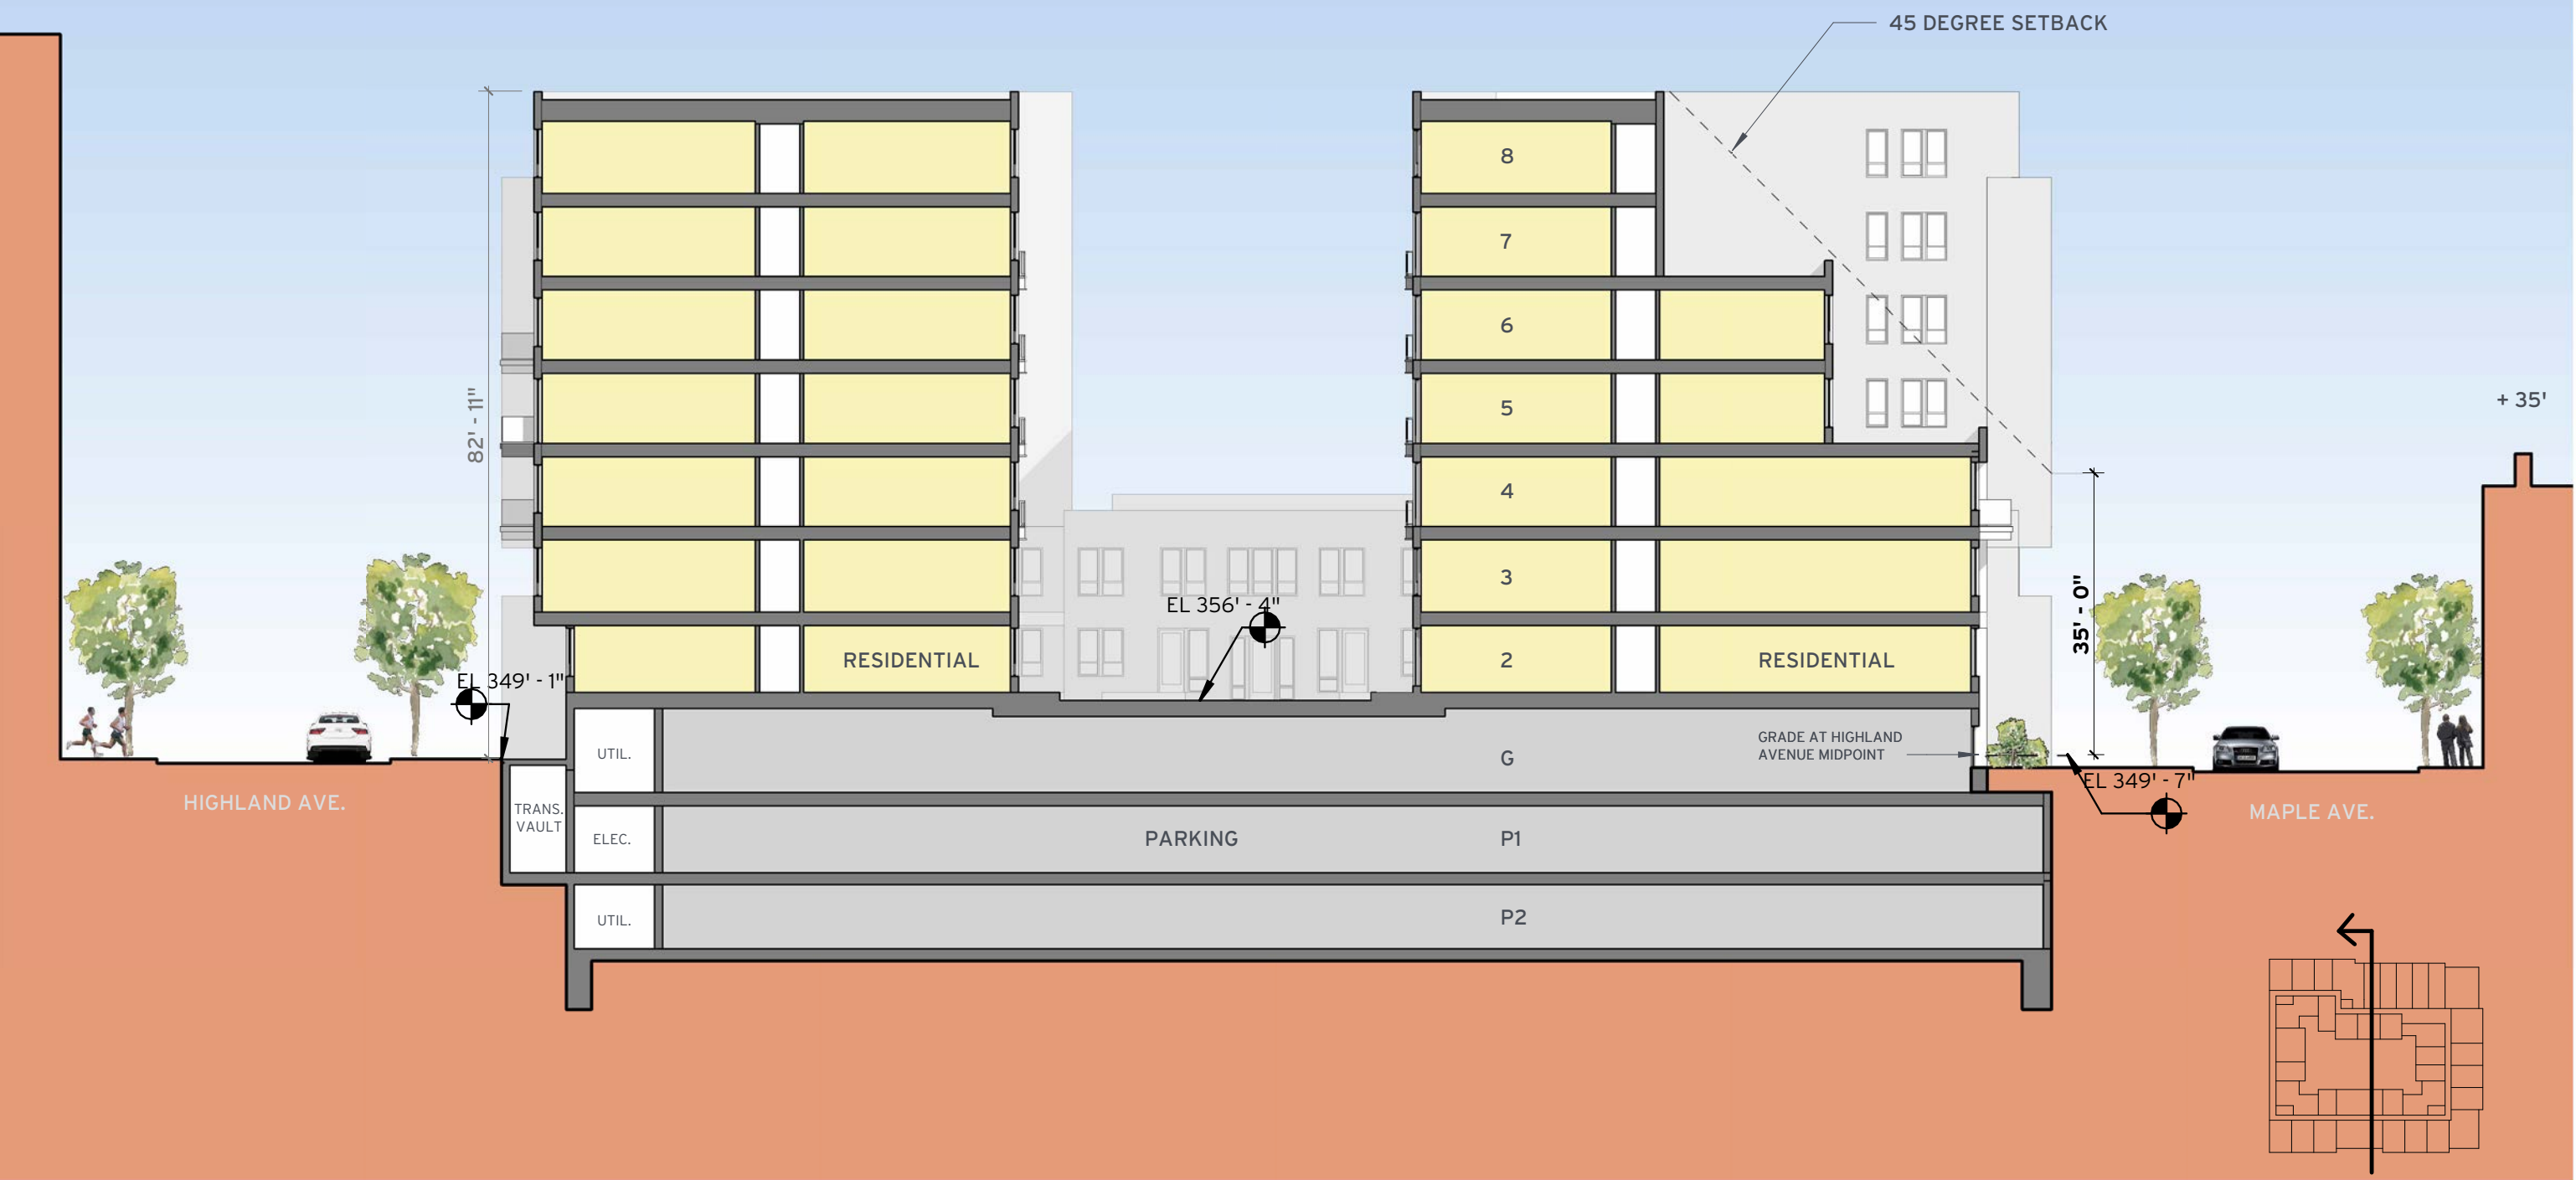 45 DEGREE SETBACK
8
7
6
+ 35'
82' - 11"
5
4
3
EL 356' - 4"
35' - 0"
RESIDENTIAL
2
RESIDENTIAL
EL 349' - 1"
GRADE AT HIGHLAND
AVENUE MIDPOINT
UTIL.
G
EL 349' - 7"
HIGHLAND AVE.
TRANS.
VAULT
MAPLE AVE.
ELEC.
PARKING
P1
UTIL.
P2